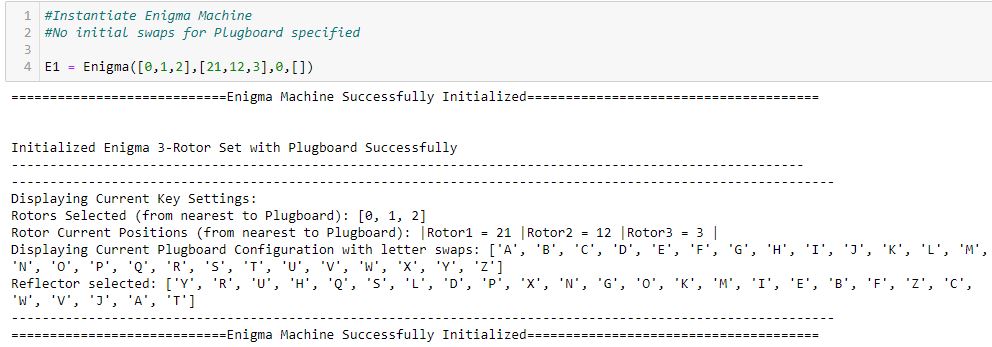 1 #Instantiate Enigma Machine
2 #No initial swaps for Plugboard specified
3
4 E1 = Enigma([0,1,2],[21,12,3],0,[])
============================Enigma Machine Successfully Initialized======================================
Initialized Enigma 3-Rotor Set with Plugboard Successfully
-------------------------------------------------------------------------------------------------------
-----------------------------------------------------------------------------------------------------------
Displaying Current Key Settings:
Rotors Selected (from nearest to Plugboard): [0, 1, 2]
Rotor Current Positions (from nearest to Plugboard): |Rotor1 = 21 |Rotor2 = 12 |Rotor3 = 3 |
Displaying Current Plugboard Configuration with letter swaps: ['A', 'B', 'C', 'D', 'E', 'F', 'G', 'H', 'I', 'J', 'K', 'L', 'M',
'N', 'O', 'P', 'Q', 'R', 'S', 'T', 'U', 'V', 'W', 'X', 'Y', 'Z']
Reflector selected: ['Y', 'R', 'U', 'H', 'Q', 'S', 'L', 'D', 'P', 'X', 'N', 'G', 'O', 'K', 'M', 'I', 'E', 'B', 'F', 'Z', 'C',
'W', 'V', 'J', 'A', 'T']
-----------------------------------------------------------------------------------------------------------
============================Enigma Machine Successfully Initialized======================================